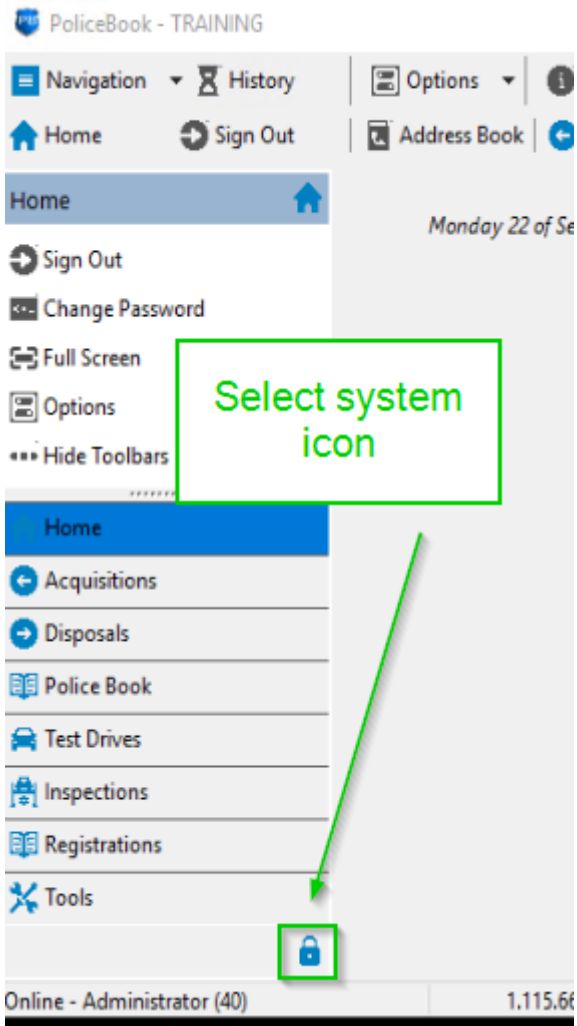 PoliceBook - TRAINING
Navigation History Options
Home Sign Out Address Book
Home
Monday 22 of Se
Sign Out
Change Password
Full Screen
Options
Hide Toolbars
Select system
icon
Home
Acquisitions
Disposals
Police Book
Test Drives
Inspections
Registrations
Tools
Online - Administrator (40) 1.115.66